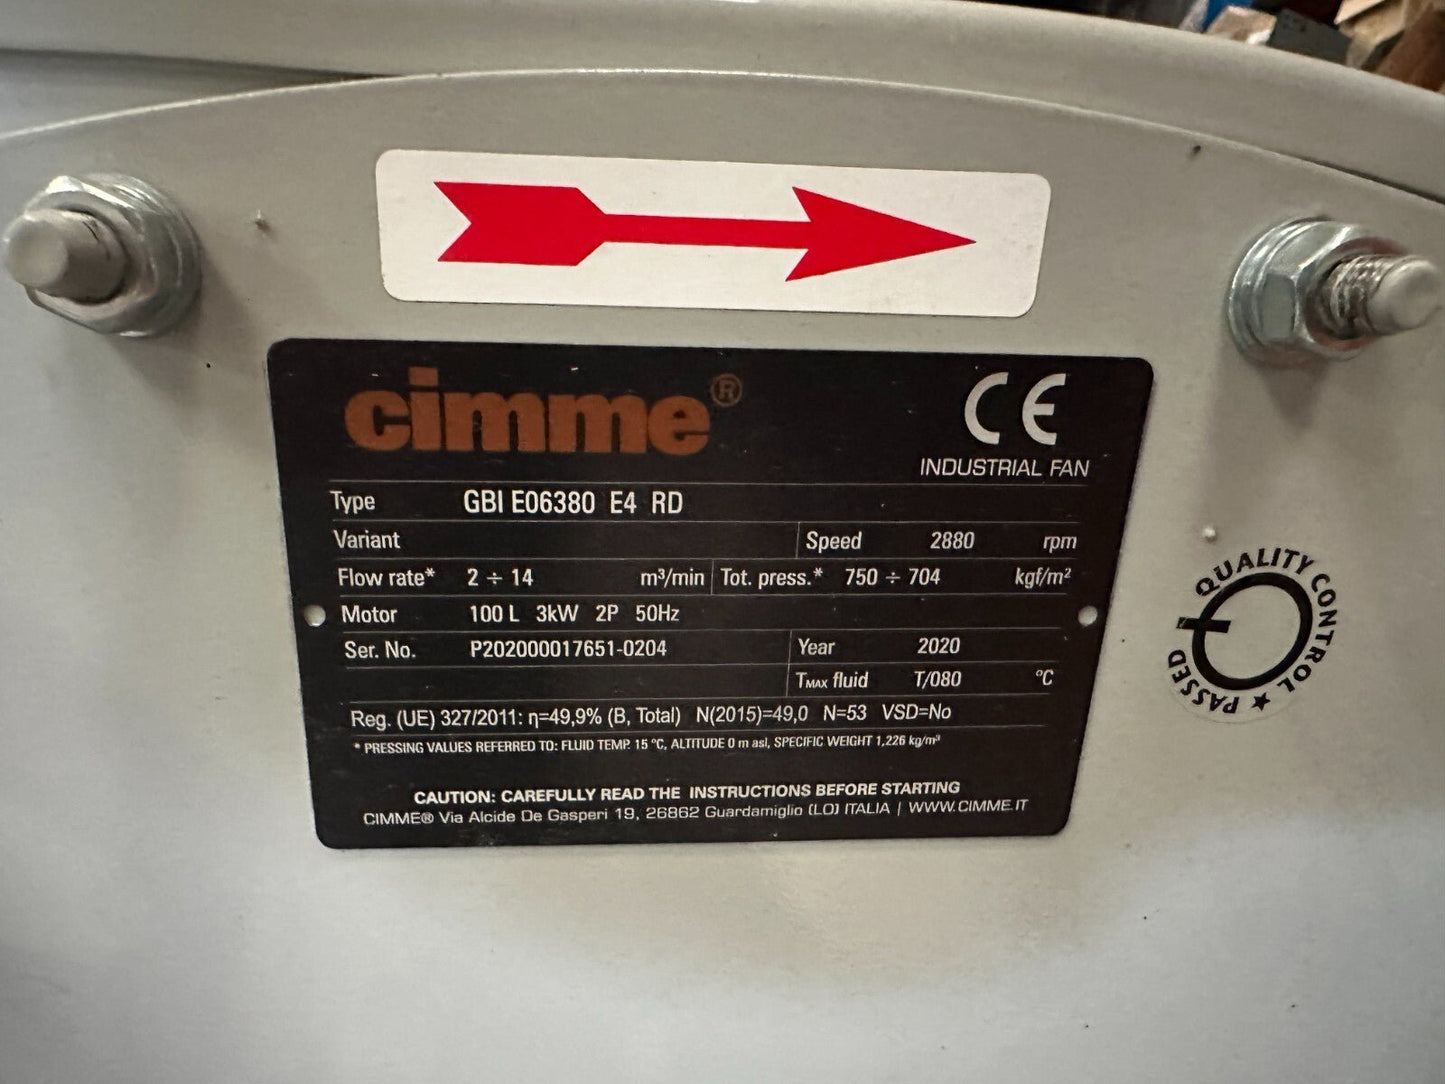 cimme®
CE
INDUSTRIAL FAN
Type GBI E06380 E4 RD
Variant Speed 2880 rpm
Flow rate* 2 ÷ 14 m³/min Tot. press.* 750 ÷ 704 kgf/m²
Motor 100 L 3kW 2P 50Hz
Ser. No. P202000017651-0204 Year 2020
TMAX fluid T/080 °C
Reg. (UE) 327/2011: η=49,9% (B, Total) N(2015)=49,0 N=53 VSD=No
* PRESSING VALUES REFERRED TO: FLUID TEMP. 15 °C, ALTITUDE 0 m asl, SPECIFIC WEIGHT 1,226 kg/m³
CAUTION: CAREFULLY READ THE INSTRUCTIONS BEFORE STARTING
CIMME® Via Alcide De Gasperi 19, 26862 Guardamiglio (LO) ITALIA | WWW.CIMME.IT
QUALITY CONTROL ★ PASSED